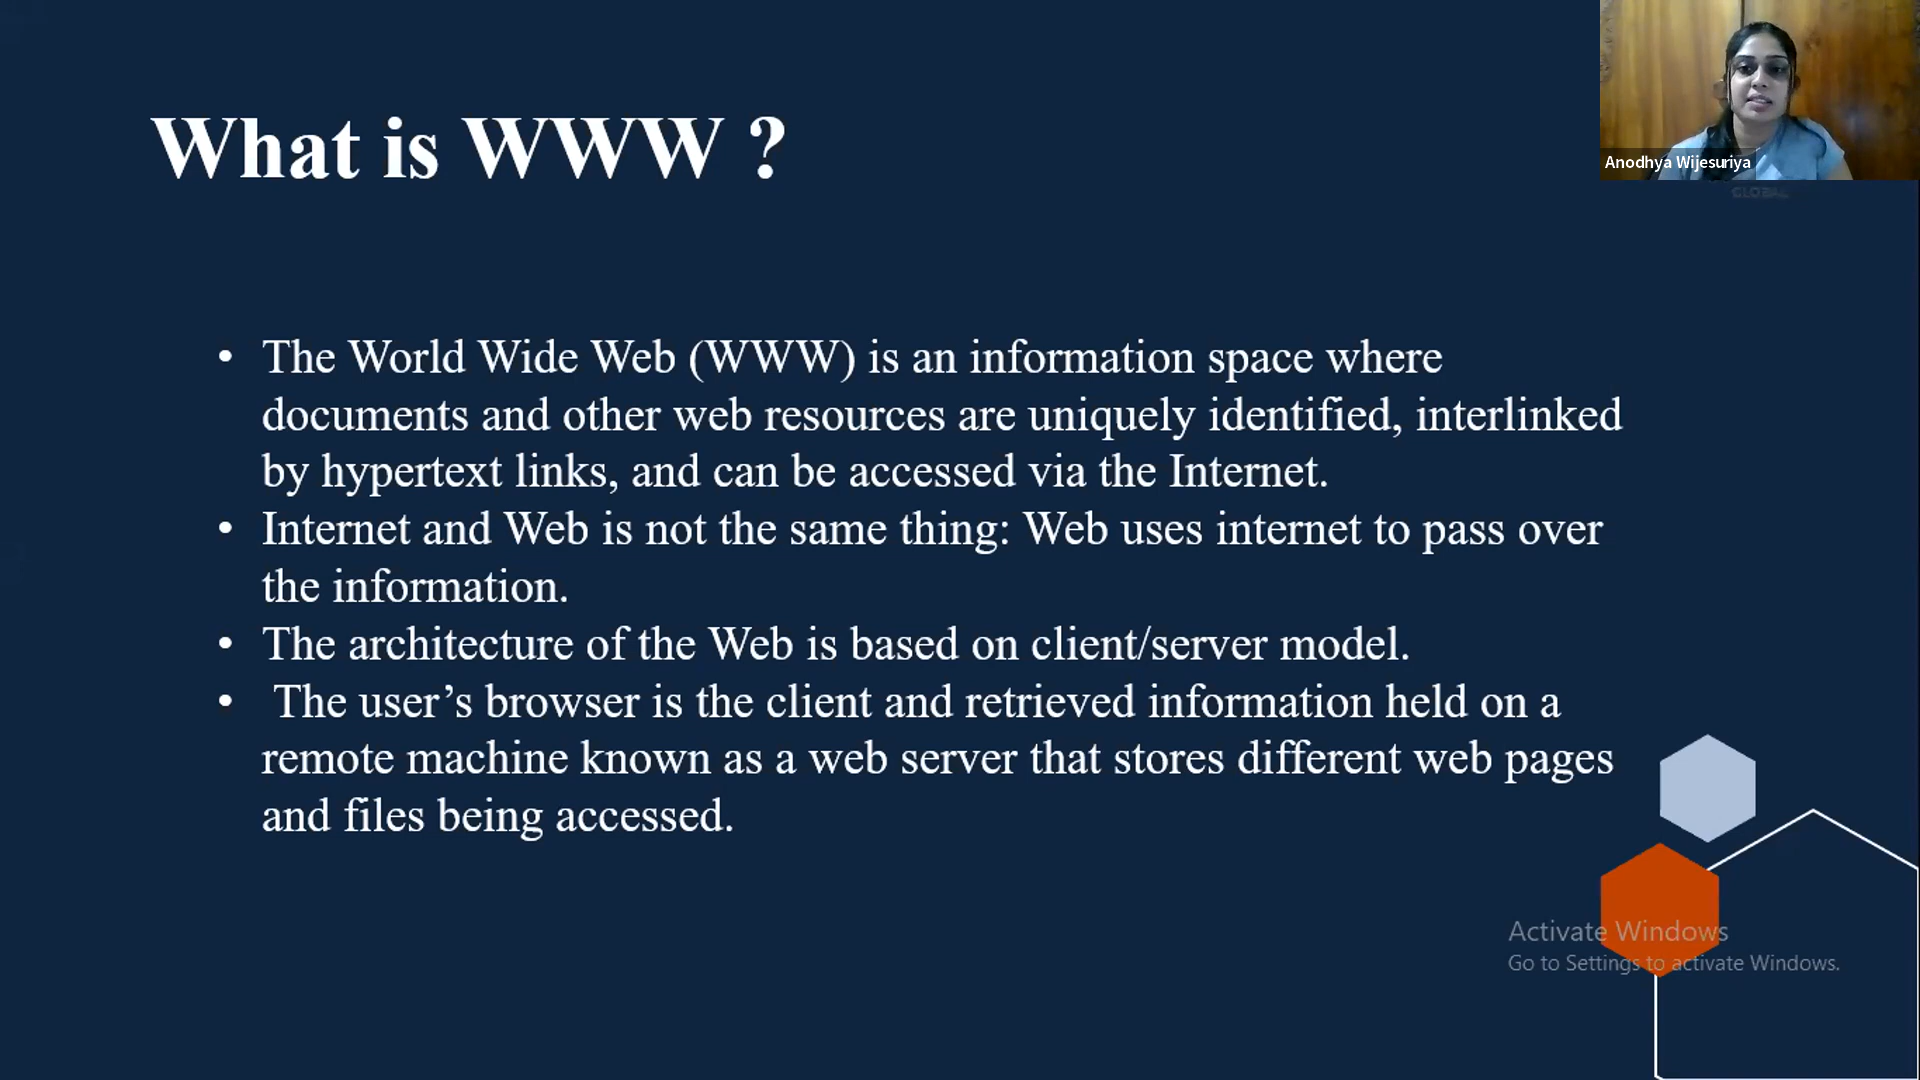 What is WWW ?
Anodhya Wijesuriya
GLOBAL
• The World Wide Web (WWW) is an information space where
documents and other web resources are uniquely identified, interlinked
by hypertext links, and can be accessed via the Internet.
• Internet and Web is not the same thing: Web uses internet to pass over
the information.
• The architecture of the Web is based on client/server model.
• The user’s browser is the client and retrieved information held on a
remote machine known as a web server that stores different web pages
and files being accessed.
Activate Windows
Go to Settings to activate Windows.